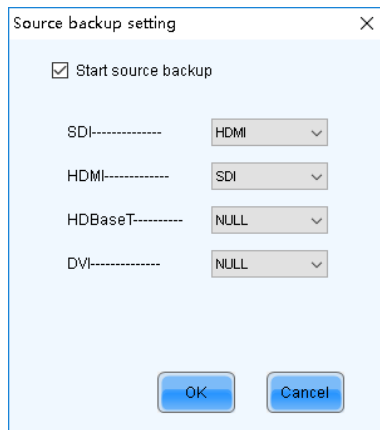 Source backup setting
Start source backup
SDI-------------- HDMI
HDMI------------- SDI
HDBaseT---------- NULL
DVI-------------- NULL
OK Cancel